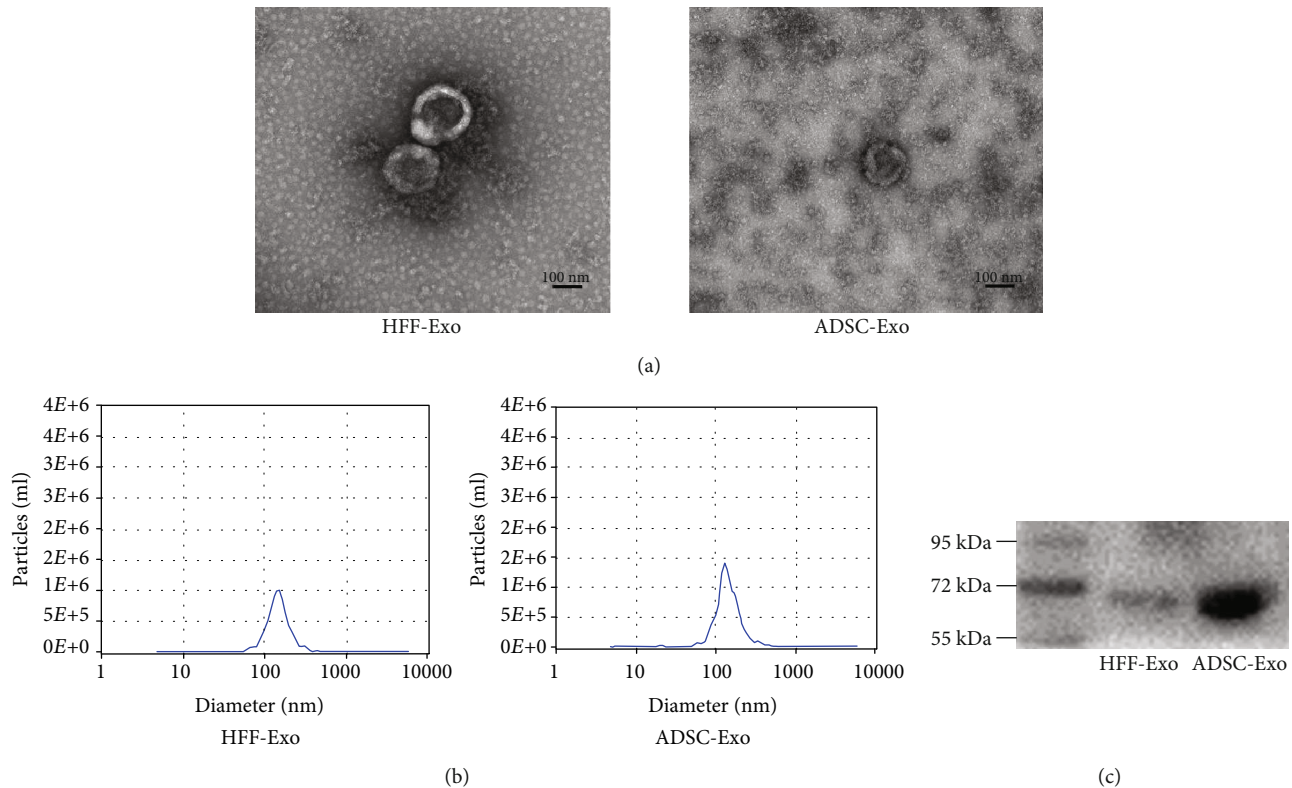 100 nm
HFF-Exo
100 nm
ADSC-Exo
(a)
4E+6
4E+6
3E+6
3E+6
2E+6
2E+6
1E+6
5E+5
0E+6
Particles (ml)
1 10 100 1000 10000
Diameter (nm)
HFF-Exo
4E+6
4E+6
3E+6
3E+6
2E+6
2E+6
1E+6
5E+5
0E+6
Particles (ml)
1 10 100 1000 10000
Diameter (nm)
ADSC-Exo
(b)
95 kDa
72 kDa
55 kDa
HFF-Exo ADSC-Exo
(c)